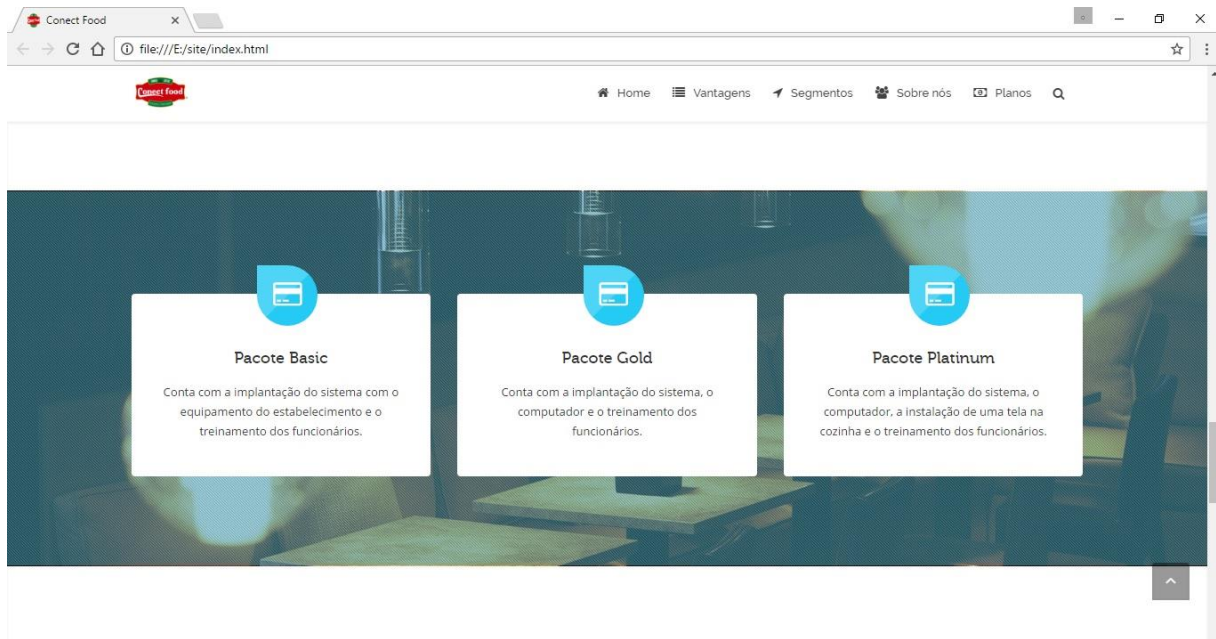 Conect Food
file:///E:/site/index.html
Conect food
Home Vantagens Segmentos Sobre nós Planos
Pacote Basic
Conta com a implantação do sistema com o
equipamento do estabelecimento e o
treinamento dos funcionários.
Pacote Gold
Conta com a implantação do sistema, o
computador e o treinamento dos
funcionários.
Pacote Platinum
Conta com a implantação do sistema, o
computador, a instalação de uma tela na
cozinha e o treinamento dos funcionários.